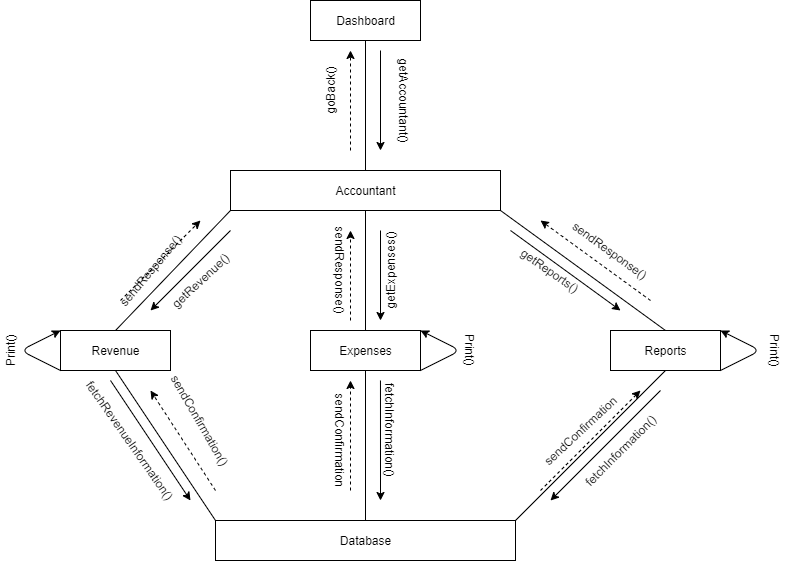 Dashboard
goBack()
getAccountant()
Accountant
sendResponse()
getRevenue()
sendResponse()
getExpenses()
sendResponse()
getReports()
Print()
Revenue
Expenses
Print()
Reports
Print()
fetchRevenueInformation()
sendConfirmation()
sendConfirmation
fetchInformation()
sendConfirmation
fetchInformation()
Database